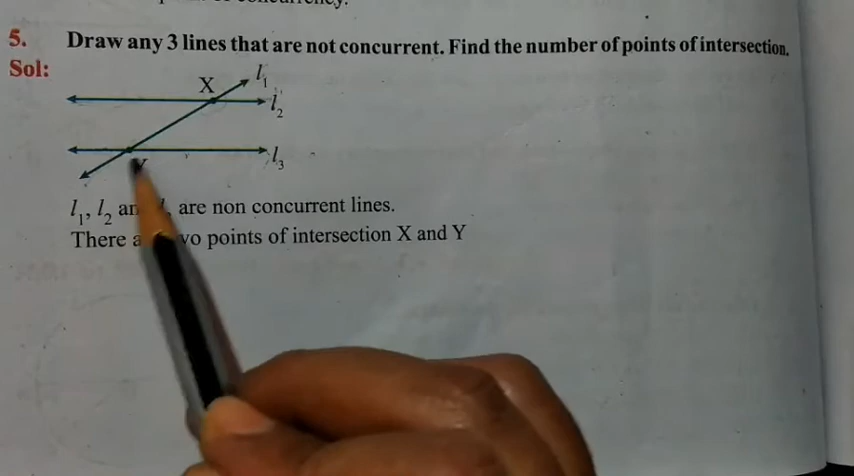 5. Draw any 3 lines that are not concurrent. Find the number of points of intersection.
Sol:
X
l₁
l₂
l₃
l₁, l₂ are non concurrent lines.
There points of intersection X and Y